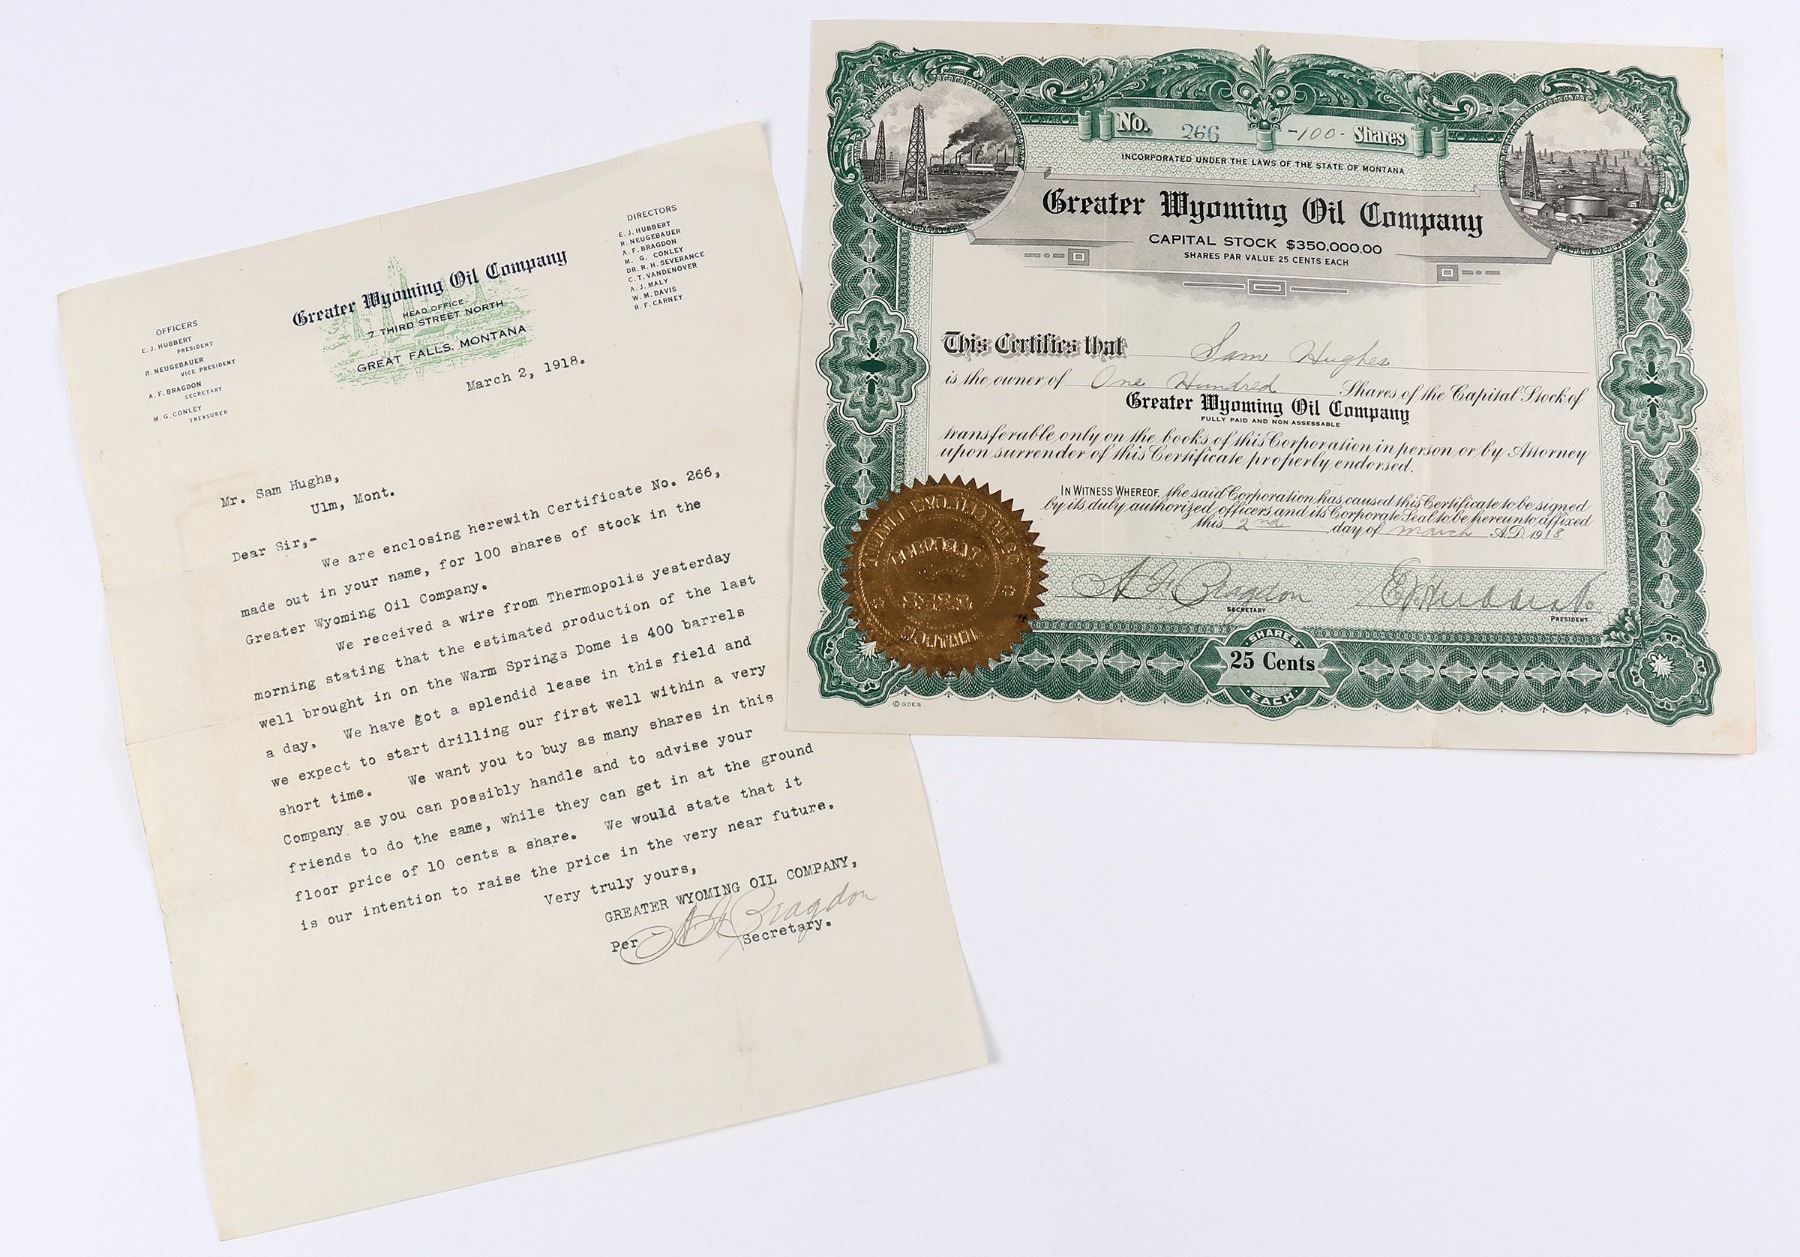 OFFICERS
E. J. HUBBERT
PRESIDENT
R. NEUGEBAUER
VICE PRESIDENT
A. F. BRAGDON
SECRETARY
M. G. CONLEY
TREASURER
Greater Wyoming Oil Company
HEAD OFFICE
7 THIRD STREET NORTH
GREAT FALLS, MONTANA
DIRECTORS
E. J. HUBBERT
R. NEUGEBAUER
A. F. BRAGDON
M. G. CONLEY
DR. R. H. SEVERANCE
C. T. VANDENOVER
A. J. MALY
W. M. DAVIS
R. F. CARNEY
March 2, 1918.
Mr. Sam Hughs,
Ulm, Mont.
Dear Sir,-
We are enclosing herewith Certificate No. 266,
made out in your name, for 100 shares of stock in the
Greater Wyoming Oil Company.
We received a wire from Thermopolis yesterday
morning stating that the estimated production of the last
well brought in on the Warm Springs Dome is 400 barrels
a day. We have got a splendid lease in this field and
we expect to start drilling our first well within a very
short time. We want you to buy as many shares in this
Company as you can possibly handle and to advise your
friends to do the same, while they can get in at the ground
floor price of 10 cents a share. We would state that it
is our intention to raise the price in the very near future.
Very truly yours,
GREATER WYOMING OIL COMPANY,
Per A F Bragdon
Secretary.
No. 266 -100- Shares
INCORPORATED UNDER THE LAWS OF THE STATE OF MONTANA
Greater Wyoming Oil Company
CAPITAL STOCK $350,000.00
SHARES PAR VALUE 25 CENTS EACH
This Certifies that Sam Hughes
is the owner of One Hundred Shares of the Capital Stock of
Greater Wyoming Oil Company
FULLY PAID AND NON ASSESSABLE
transferable only on the books of this Corporation in person or by Attorney
upon surrender of this Certificate properly endorsed.
IN WITNESS WHEREOF, the said Corporation has caused this Certificate to be signed
by its duly authorized officers and its Corporate Seal to be hereunto affixed
this 2nd day of March A.D. 1918
A F Bragdon
SECRETARY
E J Hubbert
PRESIDENT
SHARES
25 Cents
EACH
© GOES